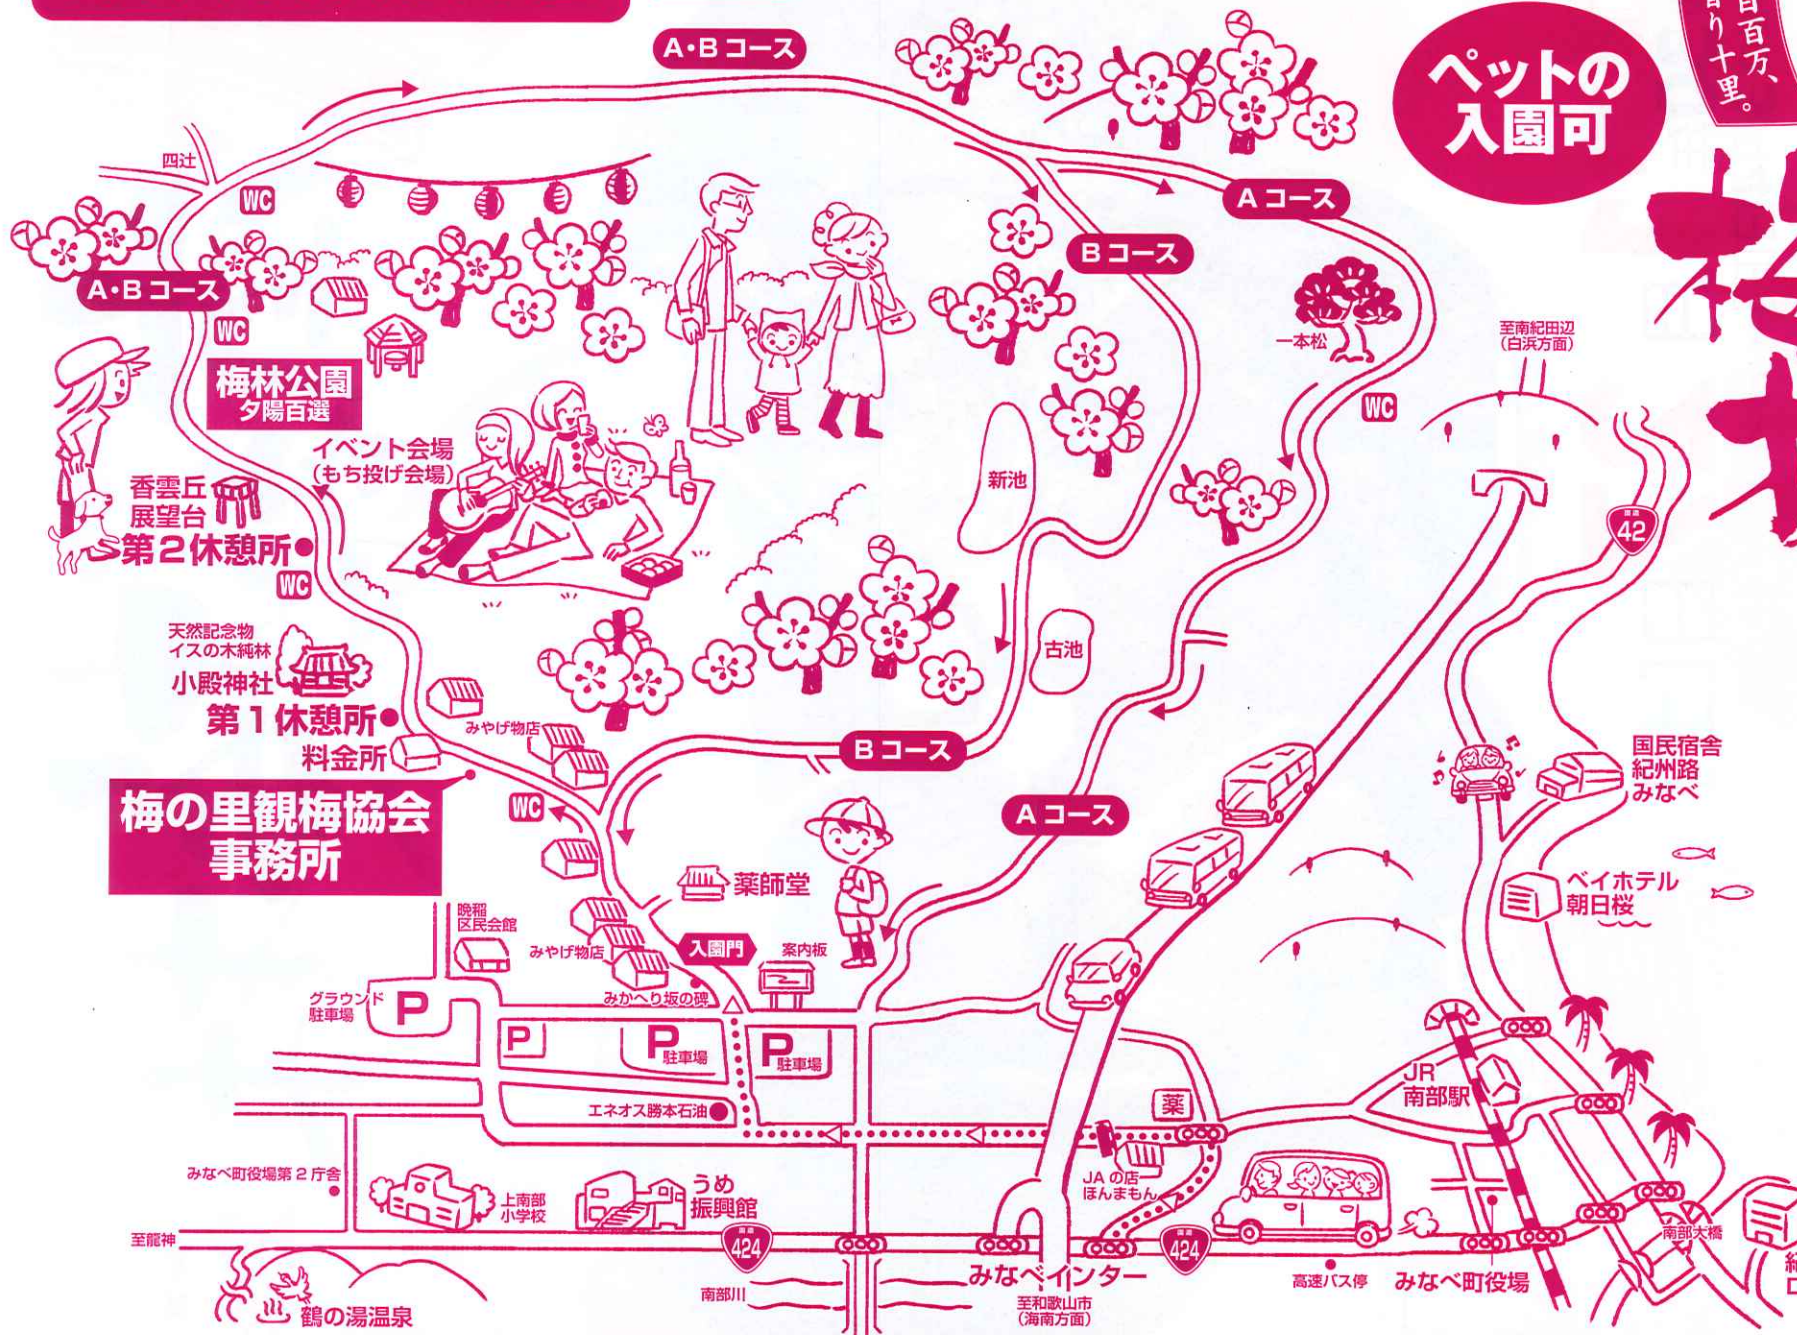 A・Bコース
ペットの
入園可
百万、
香り十里。
四辻
WC
Aコース
Bコース
A・Bコース
WC
一本松
至南紀田辺
(白浜方面)
梅林公園
夕陽百選
WC
イベント会場
(もち投げ会場)
新池
香雲丘
展望台
第2休憩所
42
WC
天然記念物
イスの木純林
小殿神社
古池
第1休憩所
みやげ物店
料金所
Bコース
国民宿舎
紀州路
みなべ
梅の里観梅協会
事務所
WC
Aコース
薬師堂
ベイホテル
朝日桜
晩稲
区民会館
みやげ物店
入園門
案内板
みかへり坂の碑
グラウンド
駐車場
P
P
P
駐車場
P
駐車場
JR
南部駅
エネオス勝本石油
薬
みなべ町役場第2庁舎
上南部
小学校
うめ
振興館
JAの店
ほんまもん
至龍神
国道
424
国道
424
南部大橋
みなべインター
高速バス停
みなべ町役場
南部川
至和歌山市
(海南方面)
鶴の湯温泉